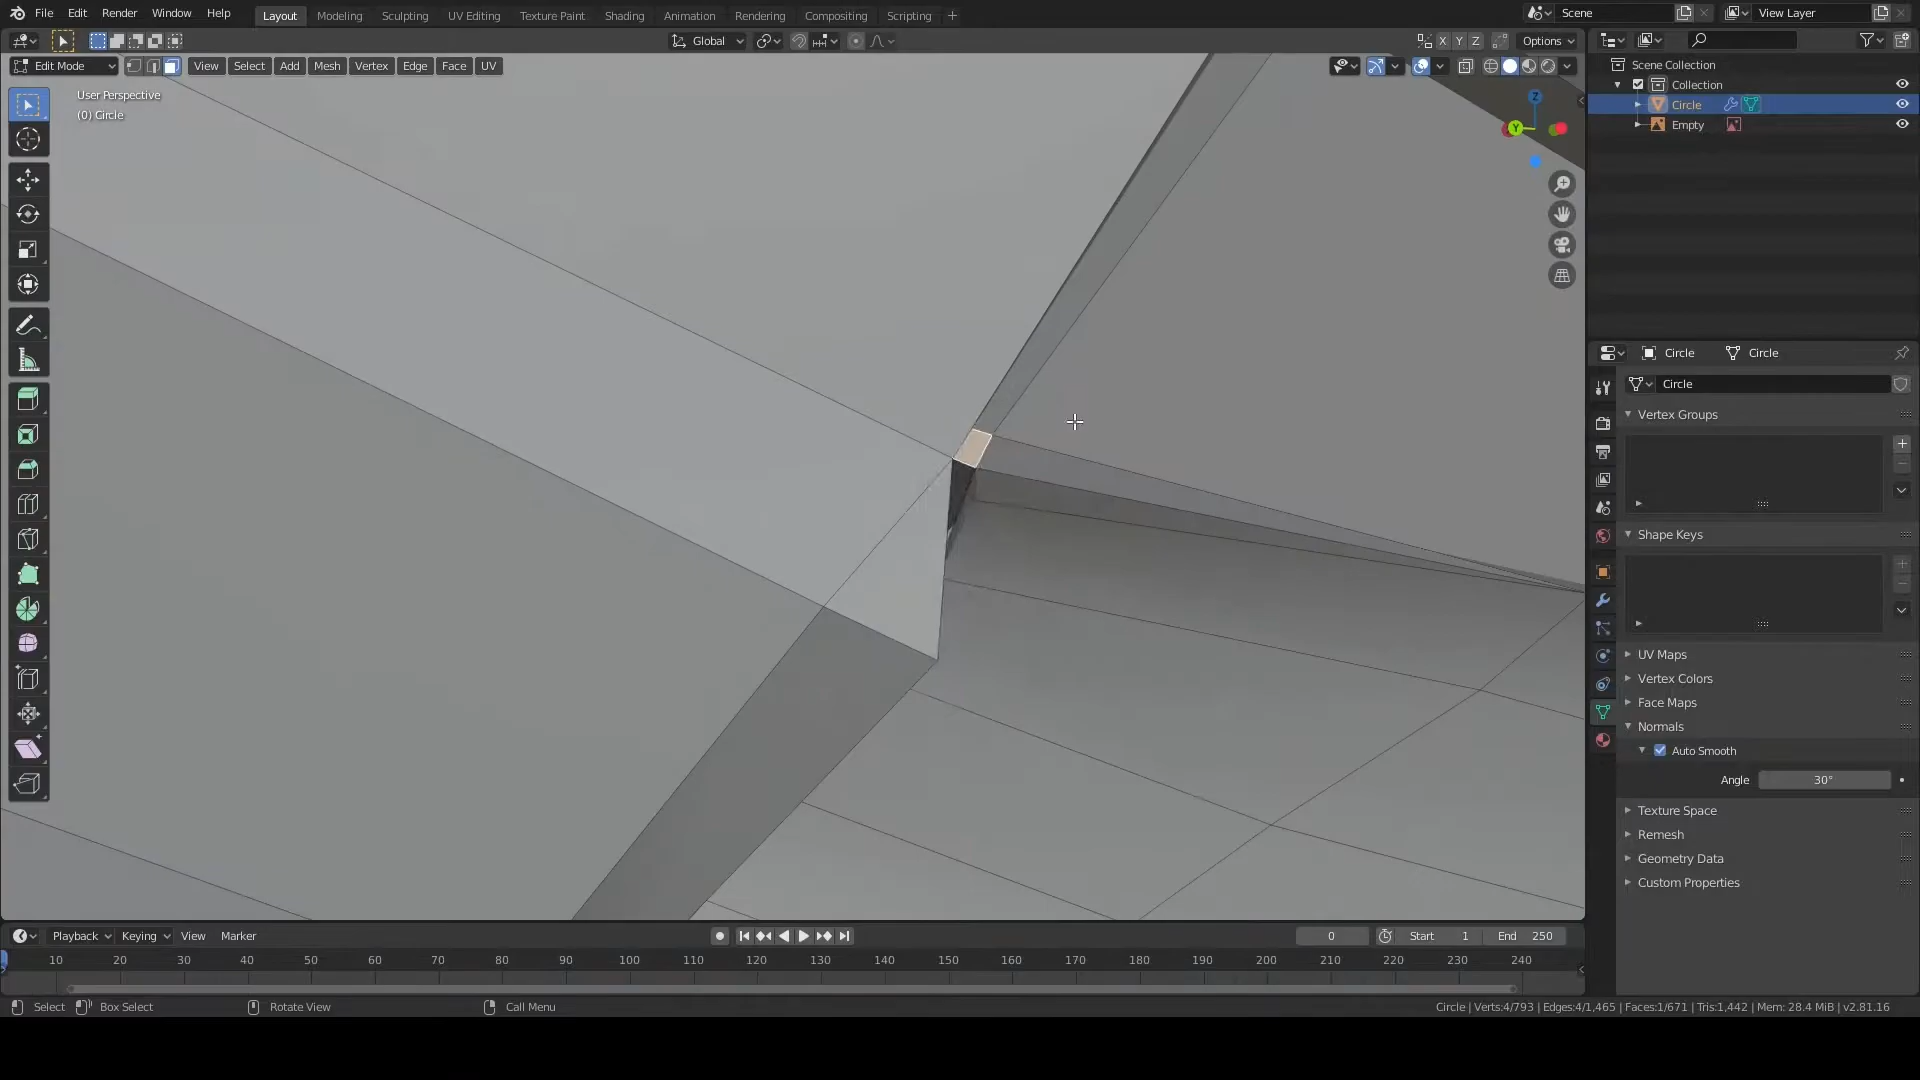 File Edit Render Window Help Layout Modeling Sculpting UV Editing Texture Paint Shading Animation Rendering Compositing Scripting + Scene View Layer
Global X Y Z Options
Edit Mode View Select Add Mesh Vertex Edge Face UV
User Perspective
(0) Circle
Z
Y
Scene Collection
Collection
Circle
Empty
Circle Circle
Circle
Vertex Groups
Shape Keys
UV Maps
Vertex Colors
Face Maps
Normals
Auto Smooth
Angle 30°
Texture Space
Remesh
Geometry Data
Custom Properties
Playback Keying View Marker 0 Start 1 End 250
10 20 30 40 50 60 70 80 90 100 110 120 130 140 150 160 170 180 190 200 210 220 230 240
Select Box Select Rotate View Call Menu Circle | Verts:4/793 | Edges:4/1,465 | Faces:1/671 | Tris:1,442 | Mem: 28.4 MiB | v2.81.16